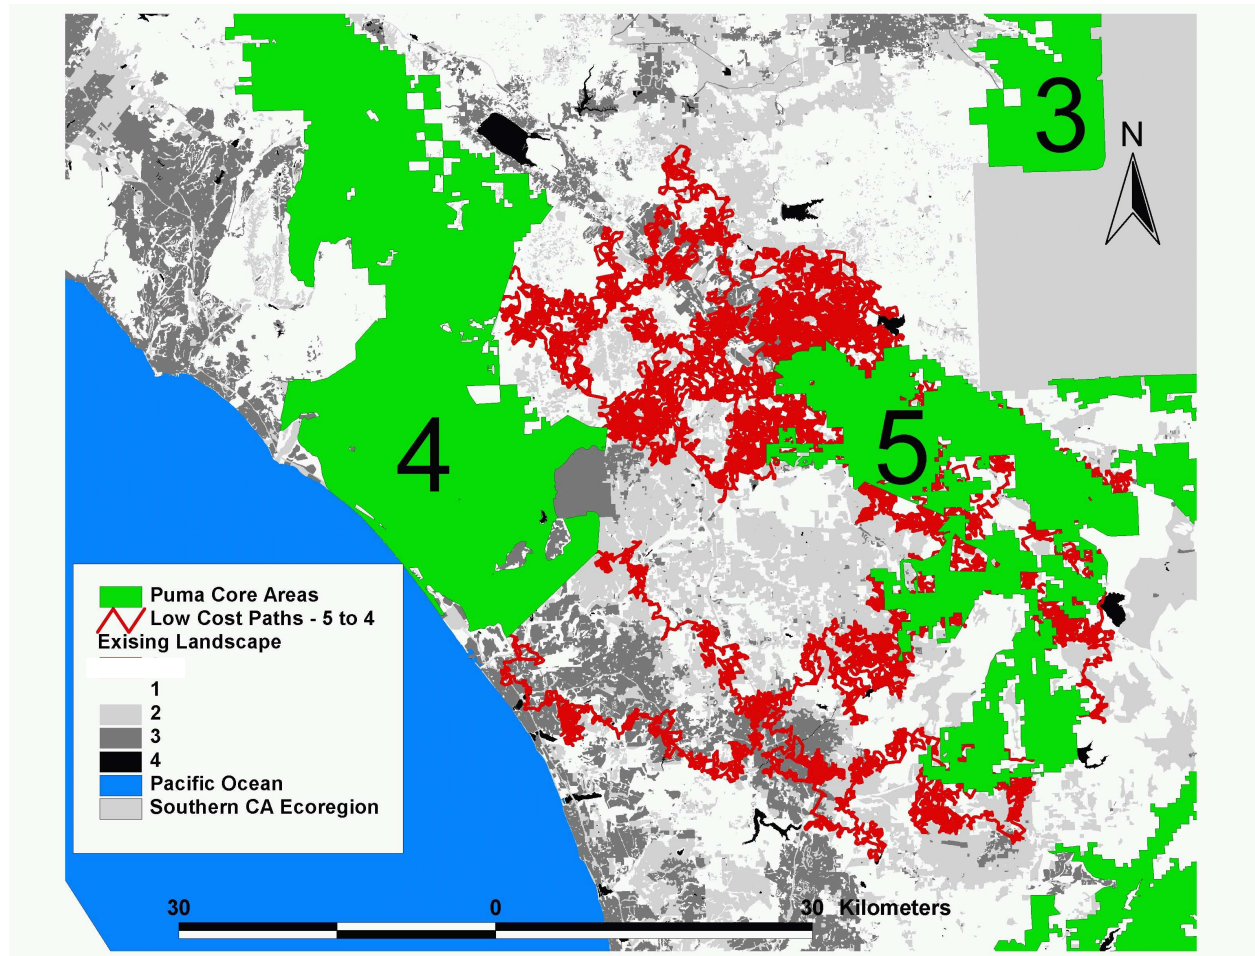 3
N
4
5
Puma Core Areas
Low Cost Paths - 5 to 4
Exising Landscape
1
2
3
4
Pacific Ocean
Southern CA Ecoregion
30 0 30 Kilometers